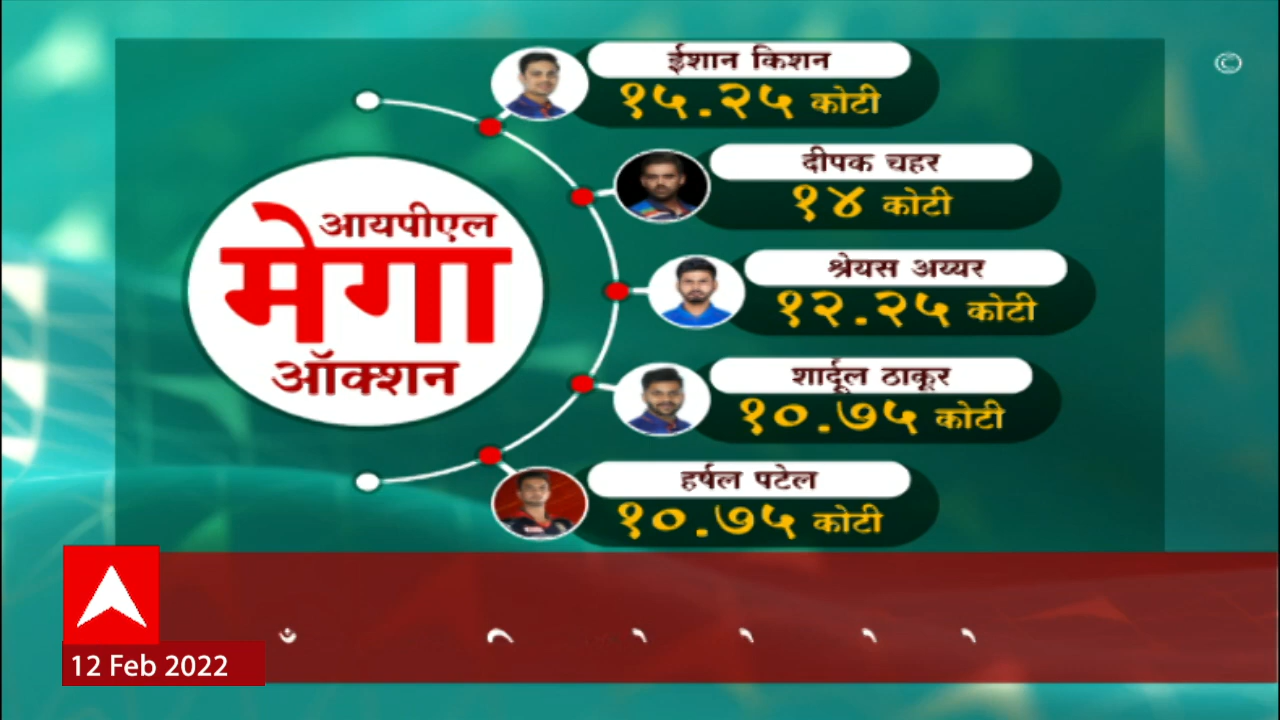 आयपीएल
मेगा
ऑक्शन
ईशान किशन
१५.२५ कोटी
दीपक चहर
१४ कोटी
श्रेयस अय्यर
१२.२५ कोटी
शार्दूल ठाकूर
१०.७५ कोटी
हर्षल पटेल
१०.७५ कोटी
©
12 Feb 2022